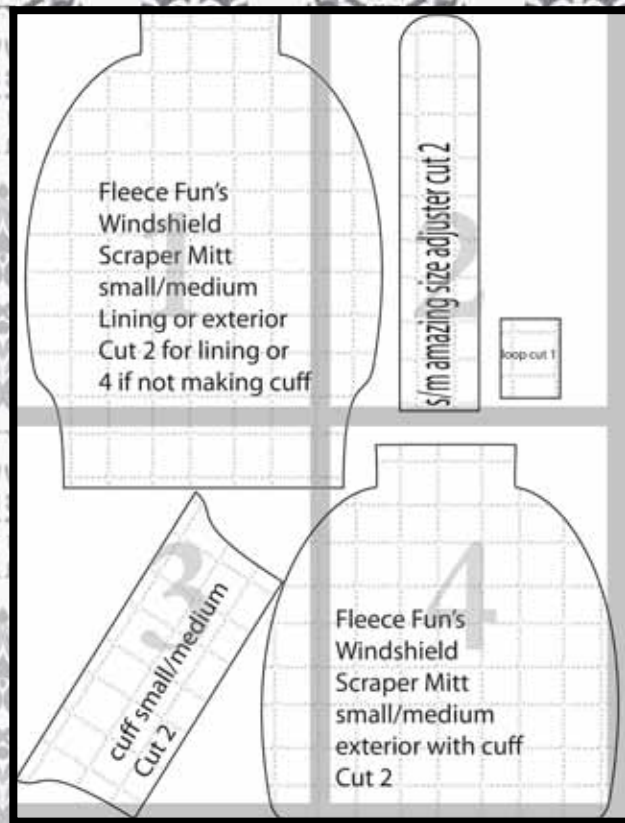 1
Fleece Fun's
Windshield
Scraper Mitt
small/medium
Lining or exterior
Cut 2 for lining or
4 if not making cuff
2
s/m amazing size adjuster cut 2
loop cut 1
3
cuff small/medium
Cut 2
4
Fleece Fun's
Windshield
Scraper Mitt
small/medium
exterior with cuff
Cut 2